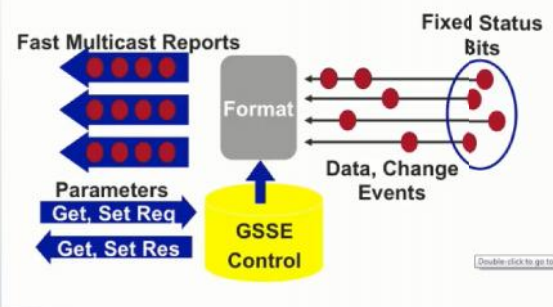 Fixed Status
Bits
Fast Multicast Reports
Format
Data, Change
Events
Parameters
Get, Set Req
Get, Set Res
GSSE
Control
Double-click to go to